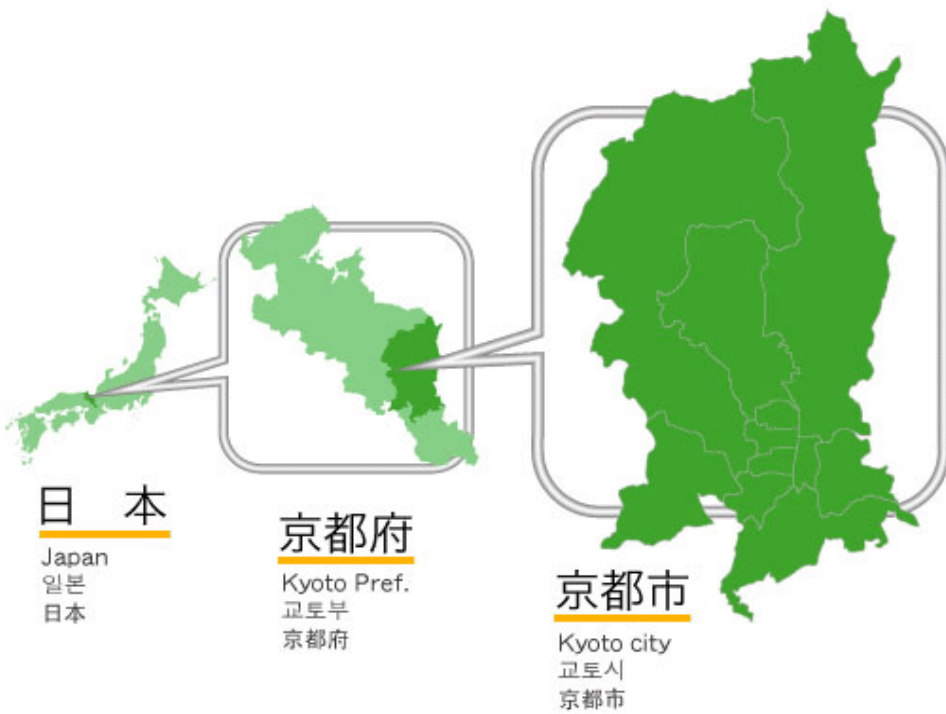 日　本
Japan
일본
日本
京都府
Kyoto Pref.
교토부
京都府
京都市
Kyoto city
교토시
京都市